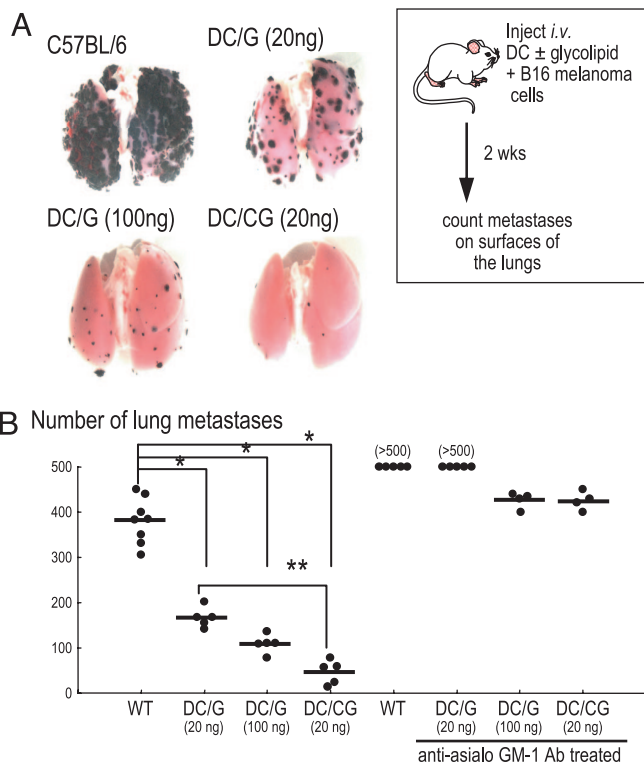 A
C57BL/6
DC/G (20ng)
DC/G (100ng)
DC/CG (20ng)
Inject i.v.
DC ± glycolipid
+ B16 melanoma
cells
2 wks
count metastases
on surfaces of
the lungs
B
Number of lung metastases
*
*
*
**
(>500)
(>500)
500
400
300
200
100
0
WT
DC/G
(20 ng)
DC/G
(100 ng)
DC/CG
(20 ng)
WT
DC/G
(20 ng)
DC/G
(100 ng)
DC/CG
(20 ng)
anti-asialo GM-1 Ab treated